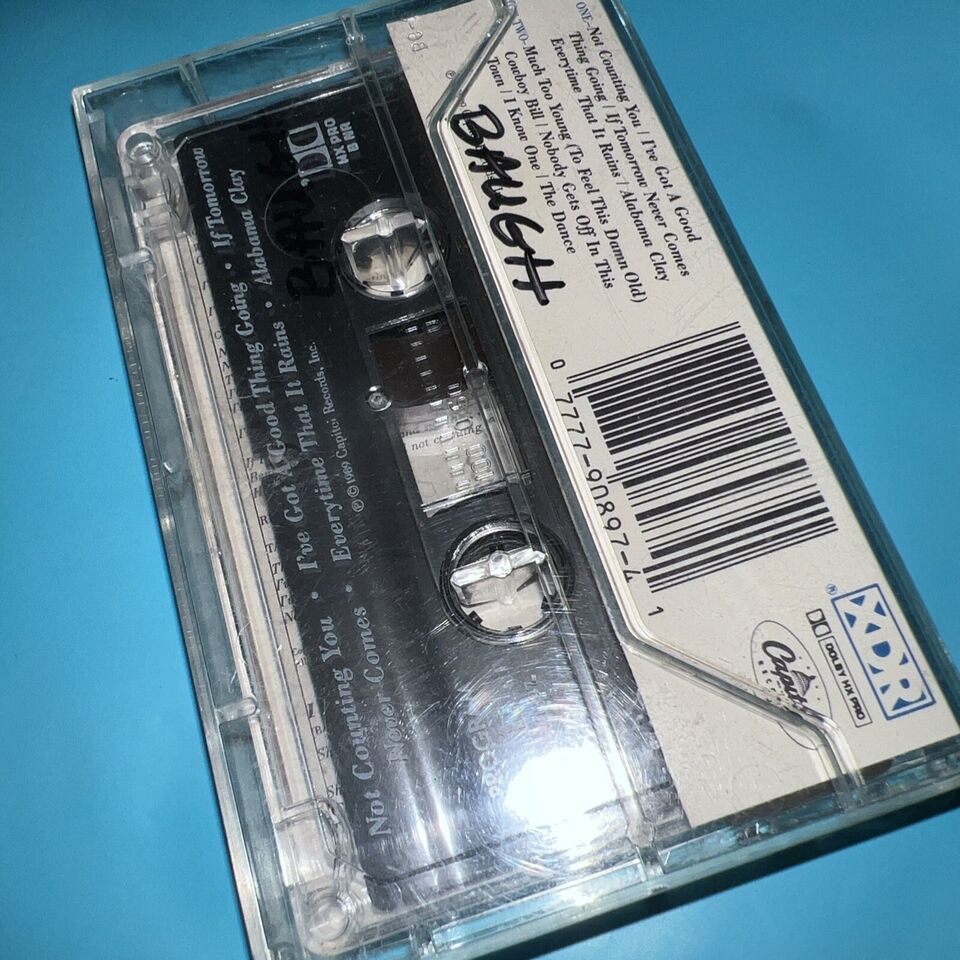 ONE–Not Counting You / I've Got A Good
Thing Going / If Tomorrow Never Comes
Everytime That It Rains / Alabama Clay
TWO–Much Too Young (To Feel This Damn Old)
Cowboy Bill / Nobody Gets Off In This
Town / I Know One / The Dance
BAUGH
0 7777-90897-4 1
XDR®
DOLBY HX PRO
Capitol
HX PRO
B NR
BAUGH
Not Counting You • I've Got A Good Thing Going • If Tomorrow
Never Comes • Everytime That It Rains • Alabama Clay
℗ © 1989 Capitol Records, Inc.